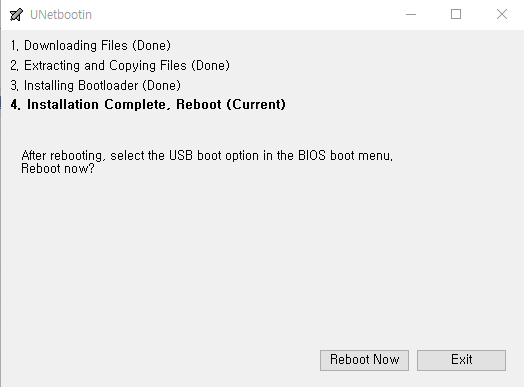 UNetbootin
1. Downloading Files (Done)
2. Extracting and Copying Files (Done)
3. Installing Bootloader (Done)
4. Installation Complete, Reboot (Current)
After rebooting, select the USB boot option in the BIOS boot menu.
Reboot now?
Reboot Now Exit